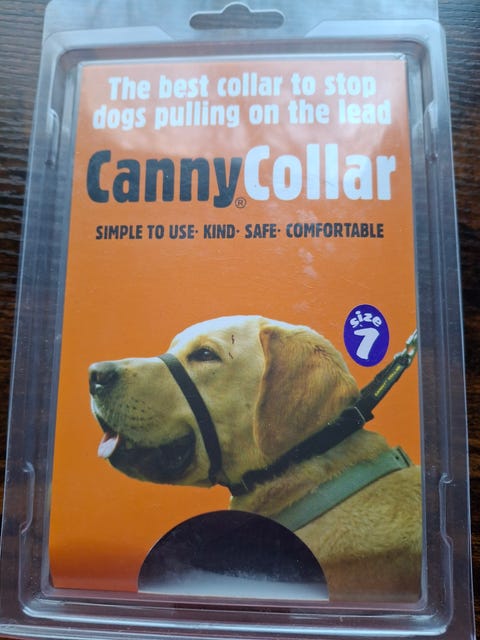 The best collar to stop
dogs pulling on the lead
CannyCollar®
SIMPLE TO USE· KIND· SAFE· COMFORTABLE
size
7